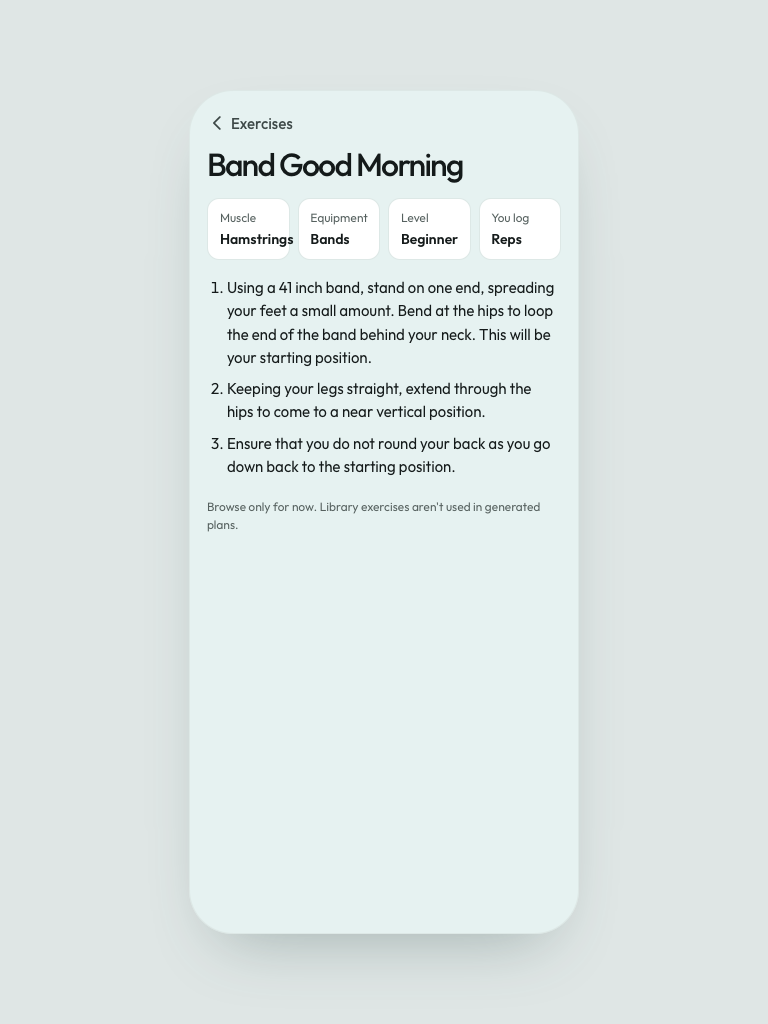 Exercises
Band Good Morning
Muscle
Hamstrings
Equipment
Bands
Level
Beginner
You log
Reps
1. Using a 41 inch band, stand on one end, spreading
your feet a small amount. Bend at the hips to loop
the end of the band behind your neck. This will be
your starting position.
2. Keeping your legs straight, extend through the
hips to come to a near vertical position.
3. Ensure that you do not round your back as you go
down back to the starting position.
Browse only for now. Library exercises aren't used in generated
plans.